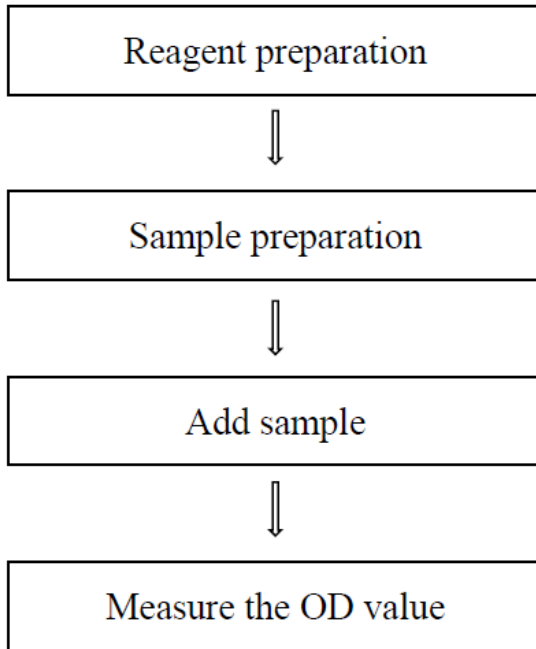 Reagent preparation
Sample preparation
Add sample
Measure the OD value